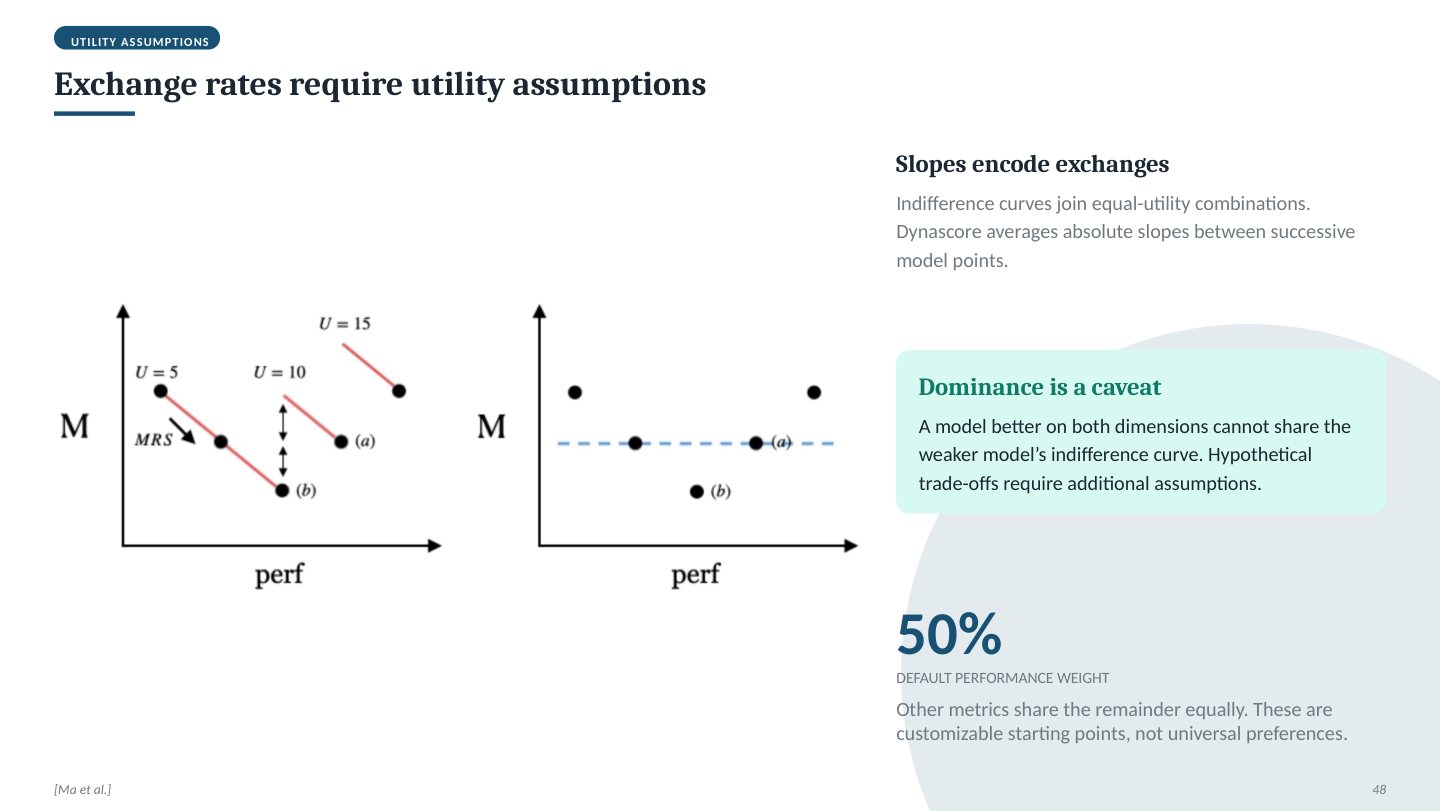 UTILITY ASSUMPTIONS
Exchange rates require utility assumptions
U = 15
U = 5
U = 10
M
MRS
(a)
(b)
perf
M
(a)
(b)
perf
Slopes encode exchanges
Indifference curves join equal-utility combinations.
Dynascore averages absolute slopes between successive
model points.
Dominance is a caveat
A model better on both dimensions cannot share the
weaker model’s indifference curve. Hypothetical
trade-offs require additional assumptions.
50%
DEFAULT PERFORMANCE WEIGHT
Other metrics share the remainder equally. These are
customizable starting points, not universal preferences.
[Ma et al.]
48